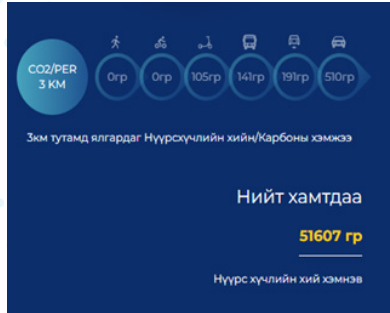 CO2/PER
3 KM
0гр
0гр
105гр
141гр
191гр
510гр
3км тутамд ялгардаг Нүүрсхүчлийн хийн/Карбоны хэмжээ
Нийт хамтдаа
51607 гр
Нүүрс хүчлийн хий хэмнэв